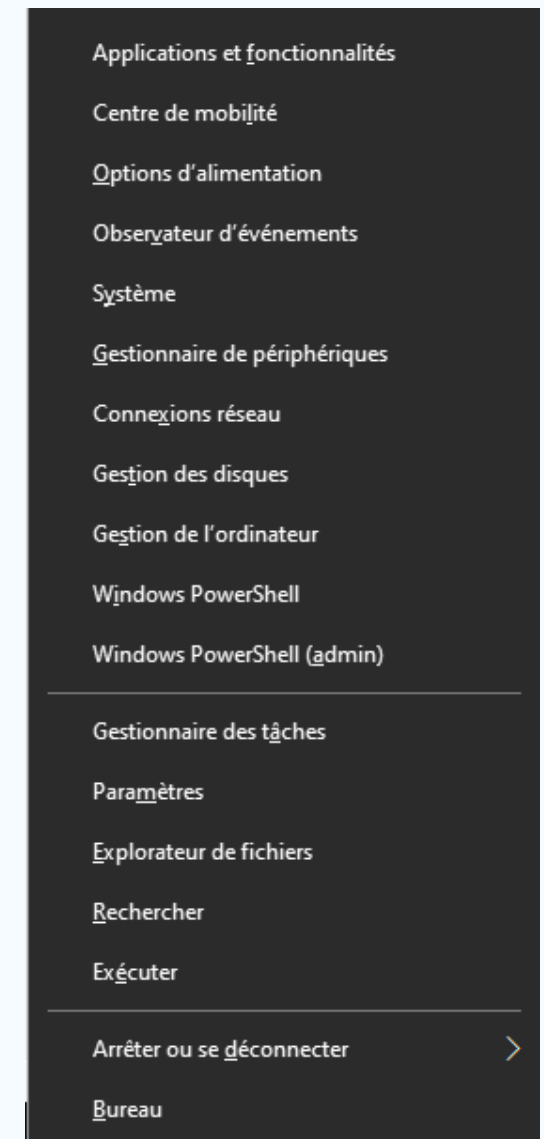 Applications et fonctionnalités
Centre de mobilité
Options d'alimentation
Observateur d'événements
Système
Gestionnaire de périphériques
Connexions réseau
Gestion des disques
Gestion de l'ordinateur
Windows PowerShell
Windows PowerShell (admin)
Gestionnaire des tâches
Paramètres
Explorateur de fichiers
Rechercher
Exécuter
Arrêter ou se déconnecter
Bureau